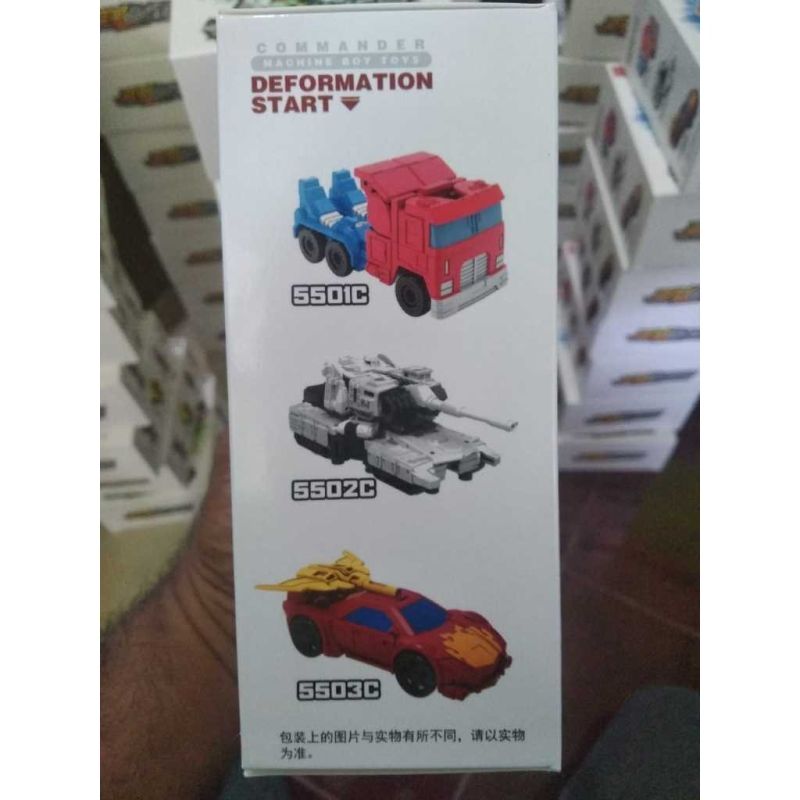 COMMANDER
MACHINE BOY TOYS
DEFORMATION
START
5501C
5502C
5503C
包装上的图片与实物有所不同，请以实物
为准。